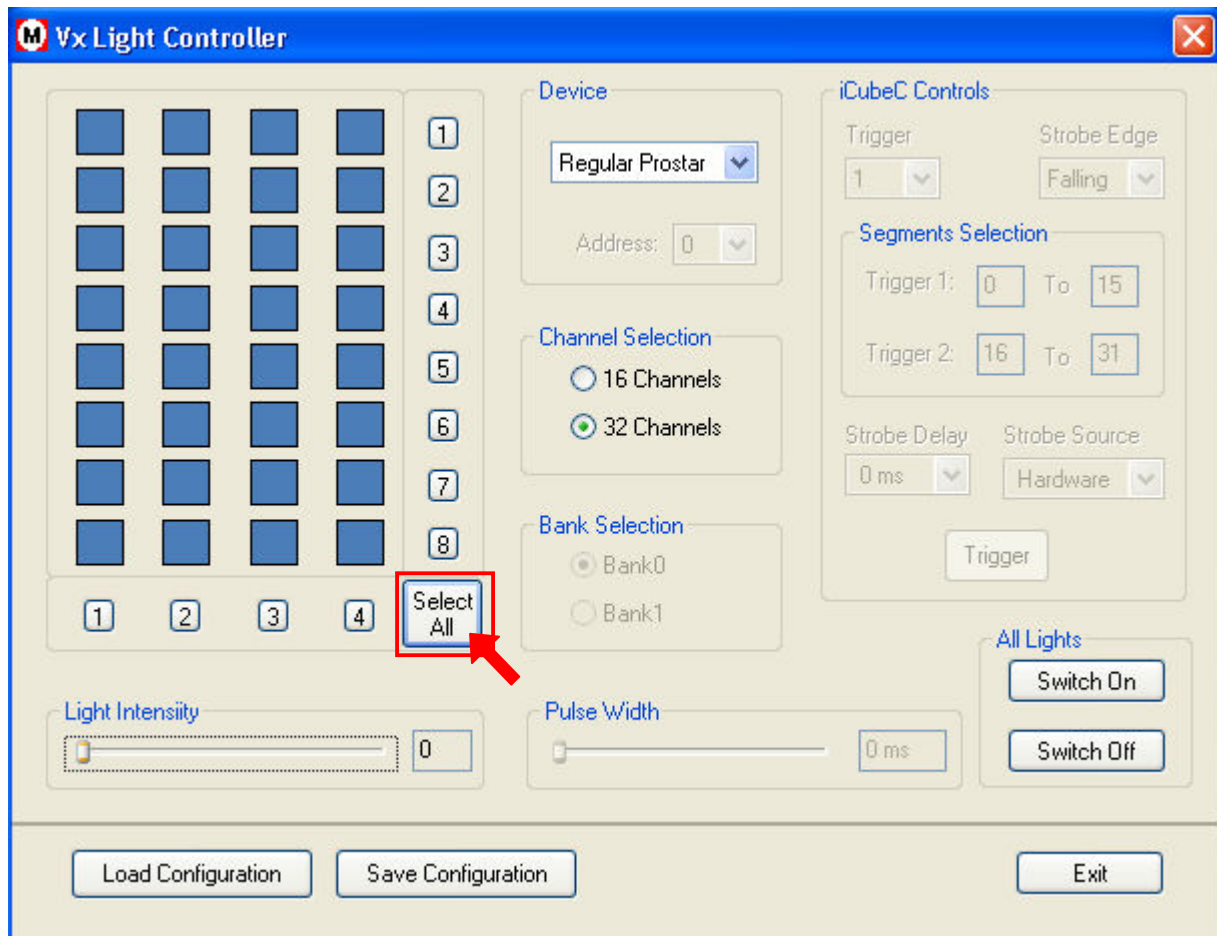 M Vx Light Controller
1
2
3
4
5
6
7
8
1 2 3 4 Select All
Device
Regular Prostar
Address: 0
Channel Selection
16 Channels
32 Channels
Bank Selection
Bank0
Bank1
iCubeC Controls
Trigger Strobe Edge
1 Falling
Segments Selection
Trigger 1: 0 To 15
Trigger 2: 16 To 31
Strobe Delay Strobe Source
0 ms Hardware
Trigger
Light Intensiity
0
Pulse Width
0 ms
All Lights
Switch On
Switch Off
Load Configuration Save Configuration Exit